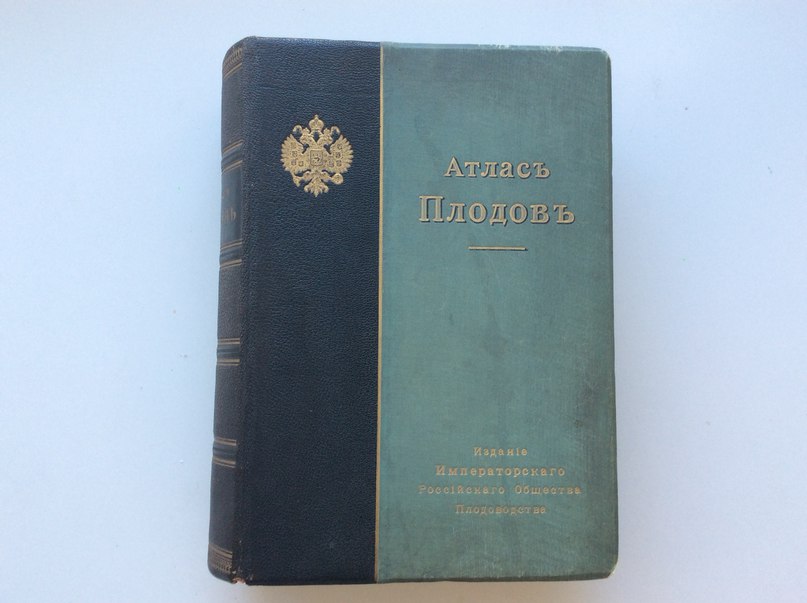 Атласъ
Плодовъ
Изданіе
Императорскаго
Россійскаго Общества
Плодоводства